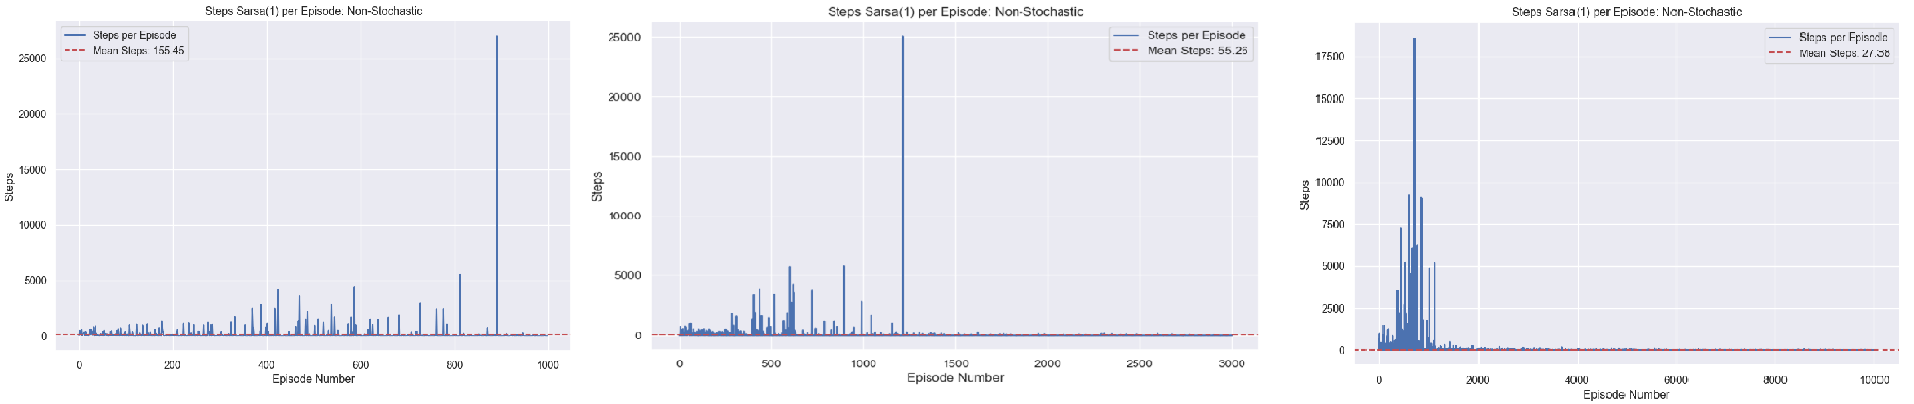 Steps Sarsa(1) per Episode: Non-Stochastic
Steps per Episode
Mean Steps: 155.45
25000
20000
15000
10000
5000
0
Steps
0 200 400 600 800 1000
Episode Number
Steps Sarsa(1) per Episode: Non-Stochastic
Steps per Episode
Mean Steps: 55.26
25000
20000
15000
10000
5000
0
Steps
0 500 1000 1500 2000 2500 3000
Episode Number
Steps Sarsa(1) per Episode: Non-Stochastic
Steps per Episode
Mean Steps:
17500
15000
12500
10000
7500
5000
2500
0
Steps
0 2000 4000 6000 8000 10000
Episode Number